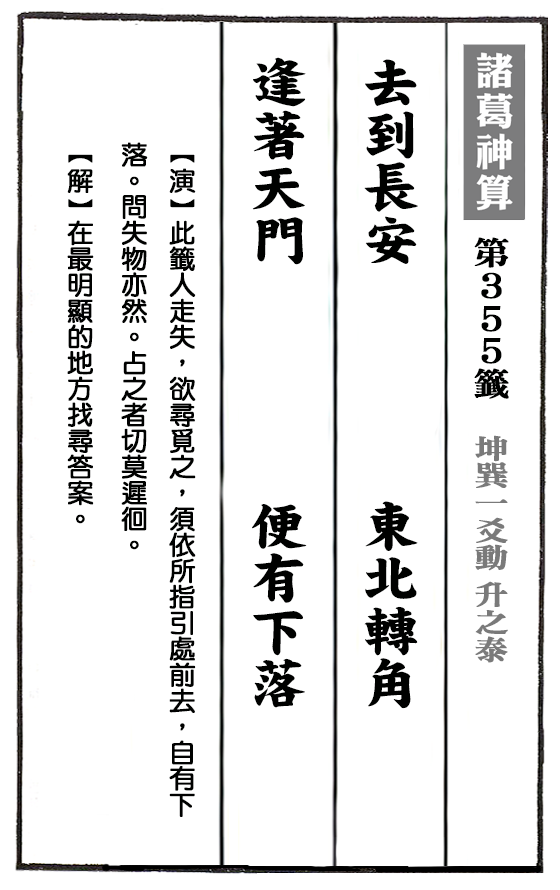 諸葛神算 第355籤 坤巽一爻動 升之泰
去到長安 東北轉角
逢著天門 便有下落
【演】此籤人走失，欲尋覓之，須依所指引處前去，自有下
落。問失物亦然。占之者切莫遲徊。
【解】在最明顯的地方找尋答案。